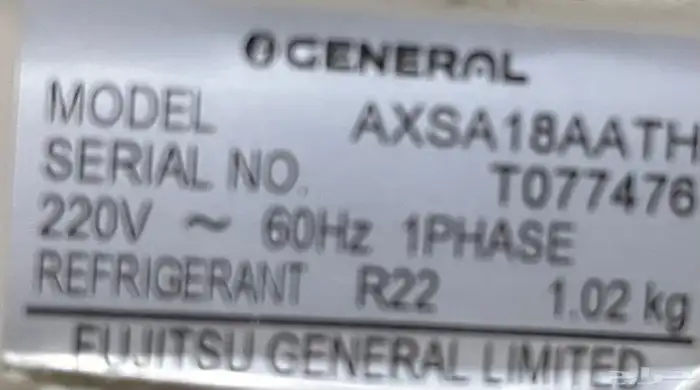 GENERAL
MODEL AXSA18AATH
SERIAL NO. T077476
220V ~ 60Hz 1PHASE
REFRIGERANT R22 1.02 kg
FUJITSU GENERAL LIMITED